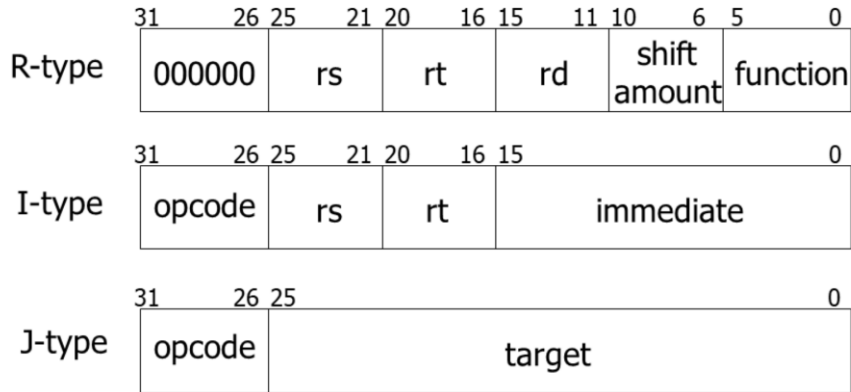 31 26 25 21 20 16 15 11 10 6 5 0
R-type 000000 rs rt rd shift amount function
31 26 25 21 20 16 15 0
I-type opcode rs rt immediate
31 26 25 0
J-type opcode target